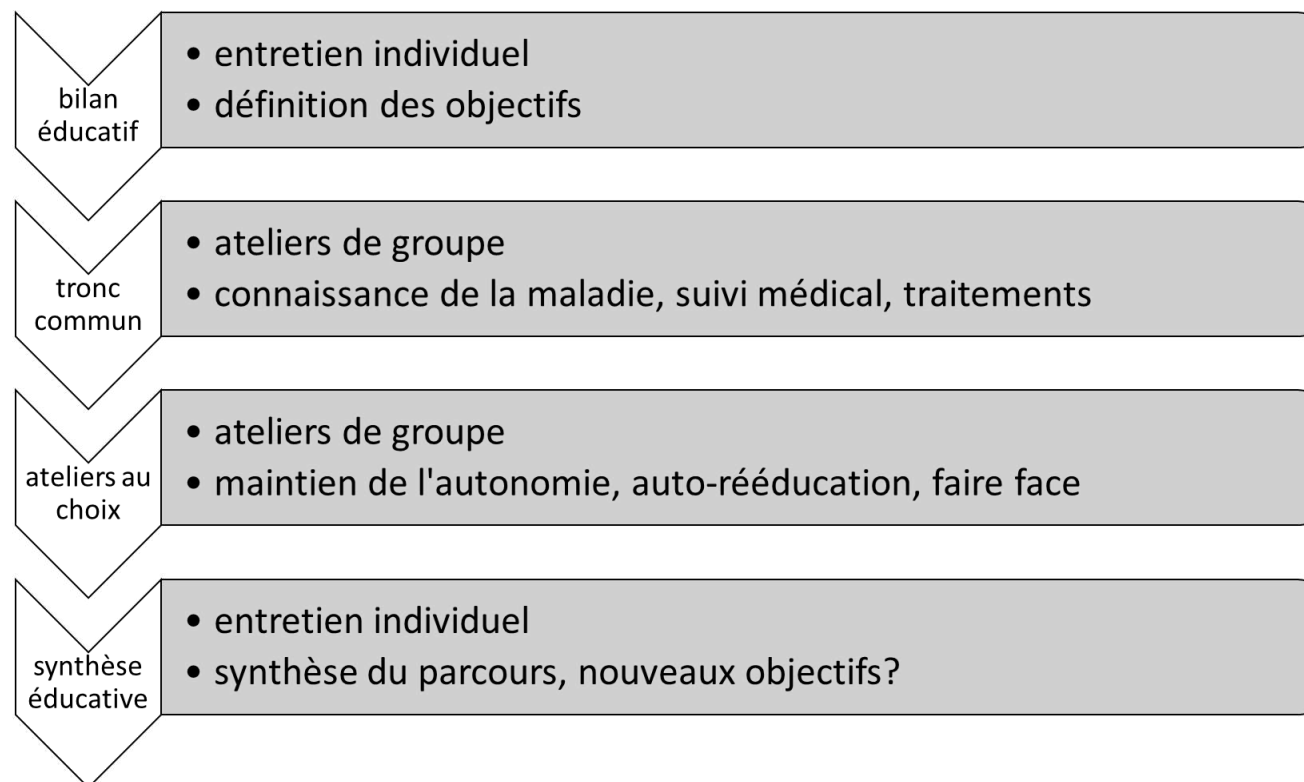 bilan
éducatif
• entretien individuel
• définition des objectifs
tronc
commun
• ateliers de groupe
• connaissance de la maladie, suivi médical, traitements
ateliers au
choix
• ateliers de groupe
• maintien de l'autonomie, auto-rééducation, faire face
synthèse
éducative
• entretien individuel
• synthèse du parcours, nouveaux objectifs?